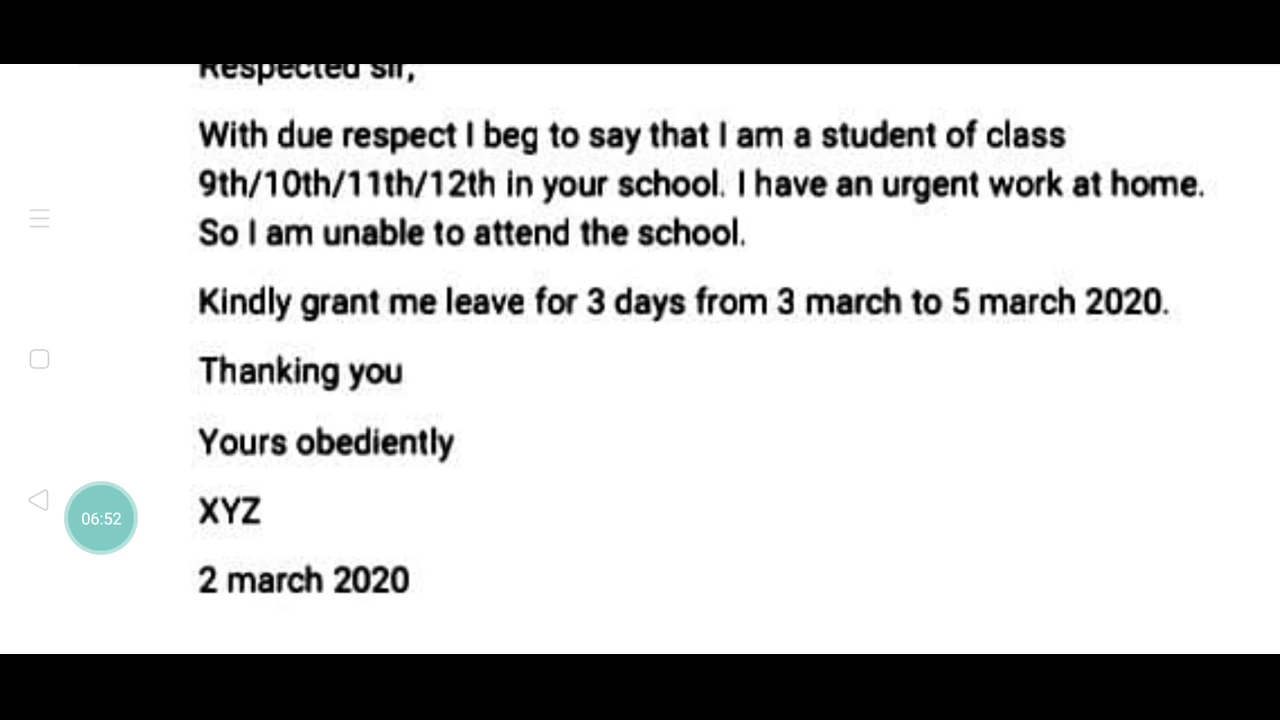 Respected sir,
With due respect I beg to say that I am a student of class
9th/10th/11th/12th in your school. I have an urgent work at home.
So I am unable to attend the school.
Kindly grant me leave for 3 days from 3 march to 5 march 2020.
Thanking you
Yours obediently
XYZ
06:52
2 march 2020